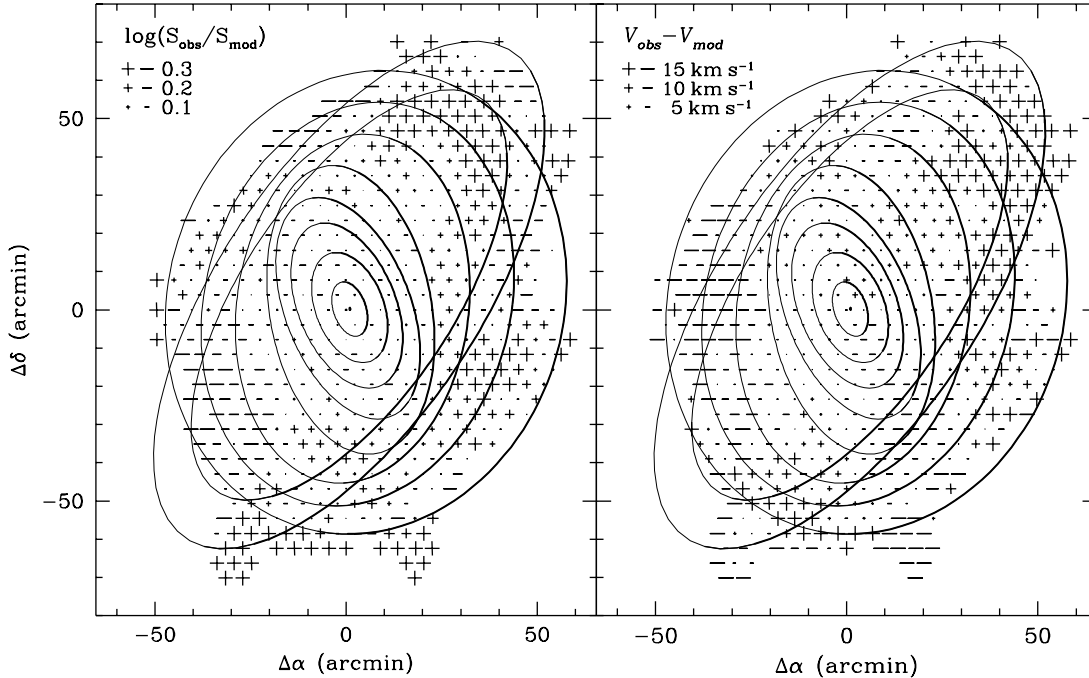 log(S_obs/S_mod)
+ − 0.3
+ − 0.2
+ - 0.1
V_obs−V_mod
+ − 15 km s⁻¹
+ − 10 km s⁻¹
+ - 5 km s⁻¹
Δδ (arcmin)
50
0
−50
−50 0 50
−50 0 50
Δα (arcmin)
Δα (arcmin)